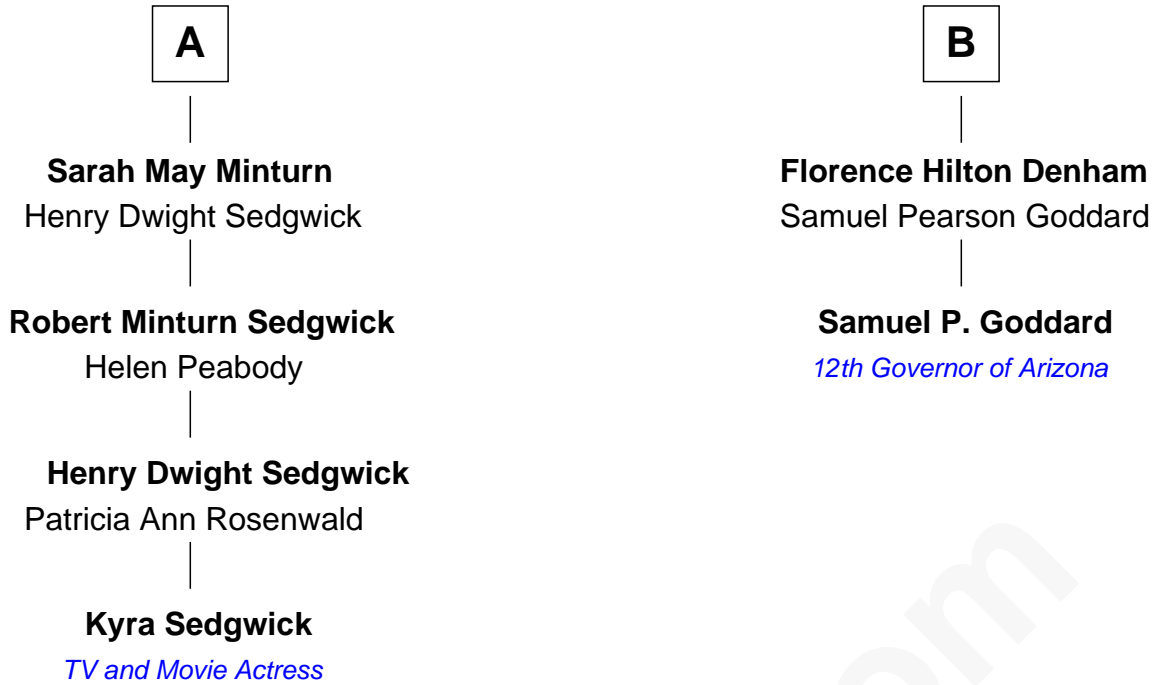 A
Sarah May Minturn
Henry Dwight Sedgwick
Robert Minturn Sedgwick
Helen Peabody
Henry Dwight Sedgwick
Patricia Ann Rosenwald
Kyra Sedgwick
TV and Movie Actress
B
Florence Hilton Denham
Samuel Pearson Goddard
Samuel P. Goddard
12th Governor of Arizona
om